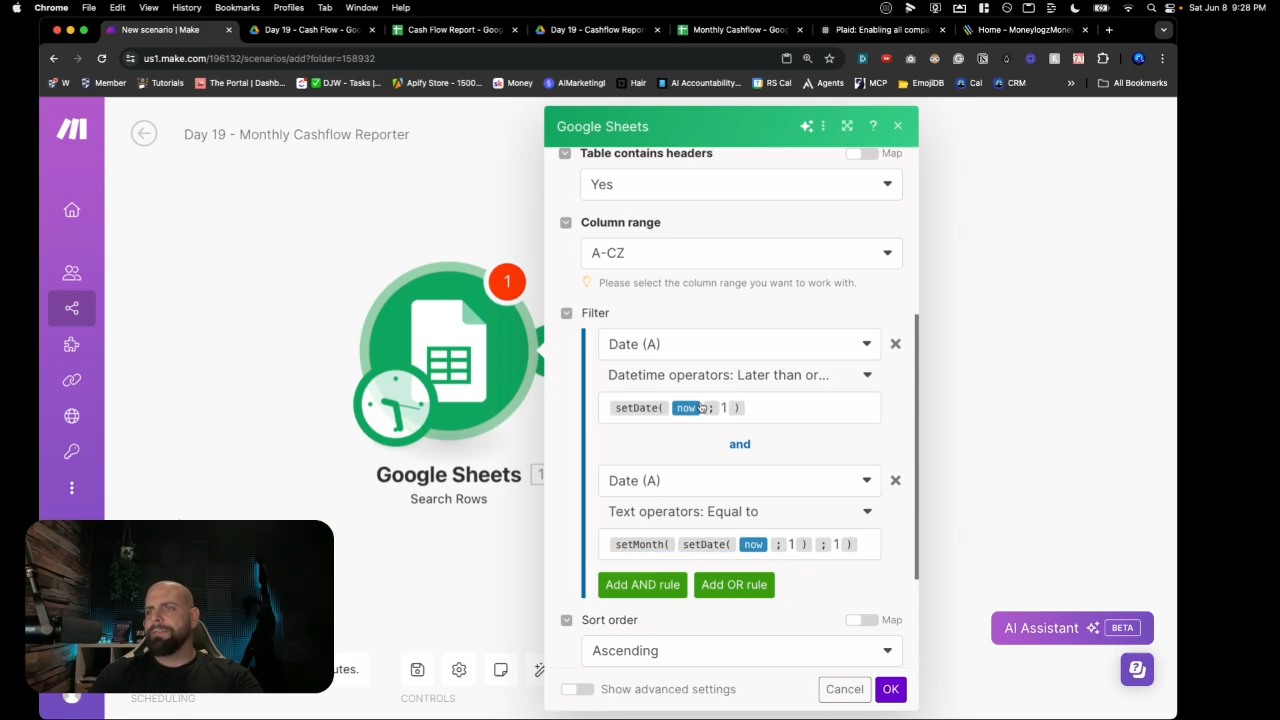 Chrome File Edit View History Bookmarks Profiles Tab Window Help Sat Jun 8 9:28 PM
New scenario | Make Day 19 - Cash Flow - Goo Cash Flow Report - Goog Day 19 - Cashflow Repor Monthly Cashflow - Goog Plaid: Enabling all compa Home - MoneylogzMoney
us1.make.com/196132/scenarios/add?folder=158932
W Member Tutorials The Portal | Dashb... DJW - Tasks |... Apify Store - 1500... Money AIMarketingI Hair AI Accountability... RS Cal Agents MCP EmojiDB Cal CRM » All Bookmarks
Day 19 - Monthly Cashflow Reporter
Google Sheets
Table contains headers Map
Yes
Column range
A-CZ
Please select the column range you want to work with.
Filter
Date (A)
Datetime operators: Later than or...
setDate( now ; 1 )
and
Date (A)
Text operators: Equal to
setMonth( setDate( now ; 1 ) ; 1 )
Add AND rule Add OR rule
Sort order Map
Ascending
Show advanced settings Cancel OK
1
Google Sheets 1
Search Rows
utes.
SCHEDULING CONTROLS
AI Assistant BETA